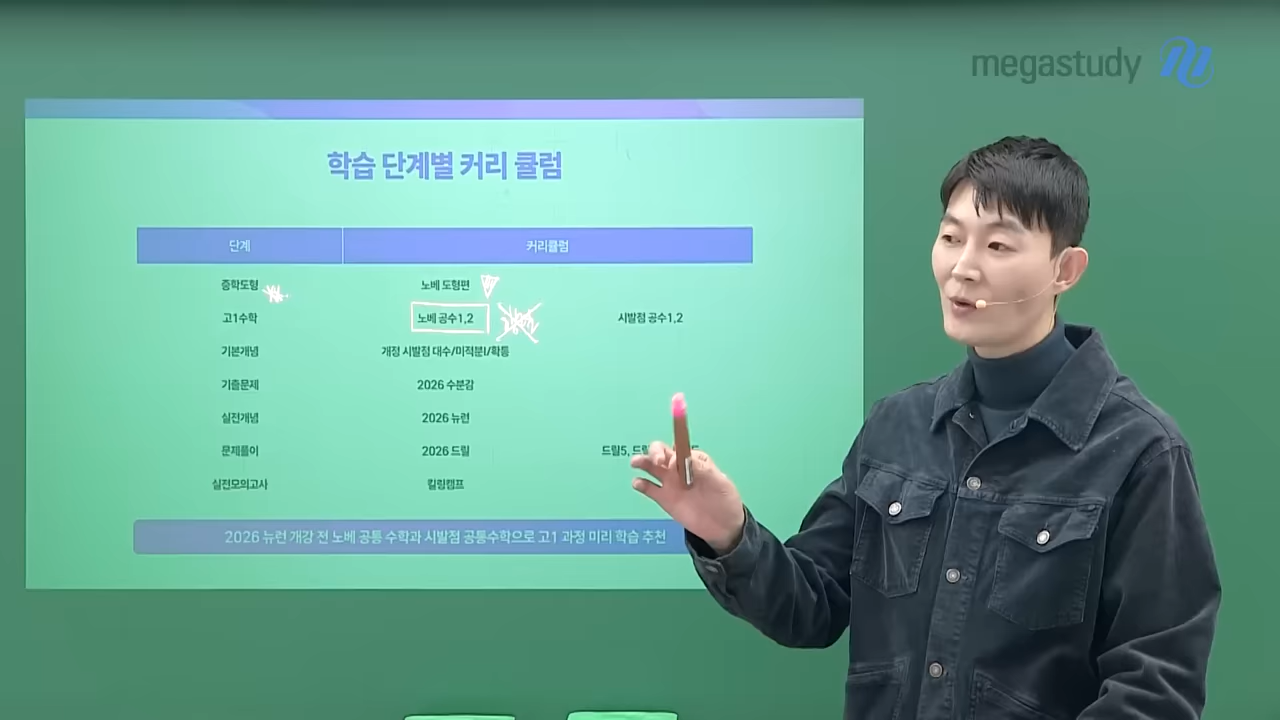 megastudy
학습 단계별 커리 큘럼
단계 커리큘럼
중학도형 노베 도형편
고1수학 노베 공수1,2 시발점 공수1,2
기본개념 개정 시발점 대수/미적분I/확통
기출문제 2026 수분감
실전개념 2026 뉴런
문제풀이 2026 드릴 드릴5,
실전모의고사 킬링캠프
2026 뉴런 개강 전 노베 공통 수학과 시발점 공통수학으로 고1 과정 미리 학습 추천